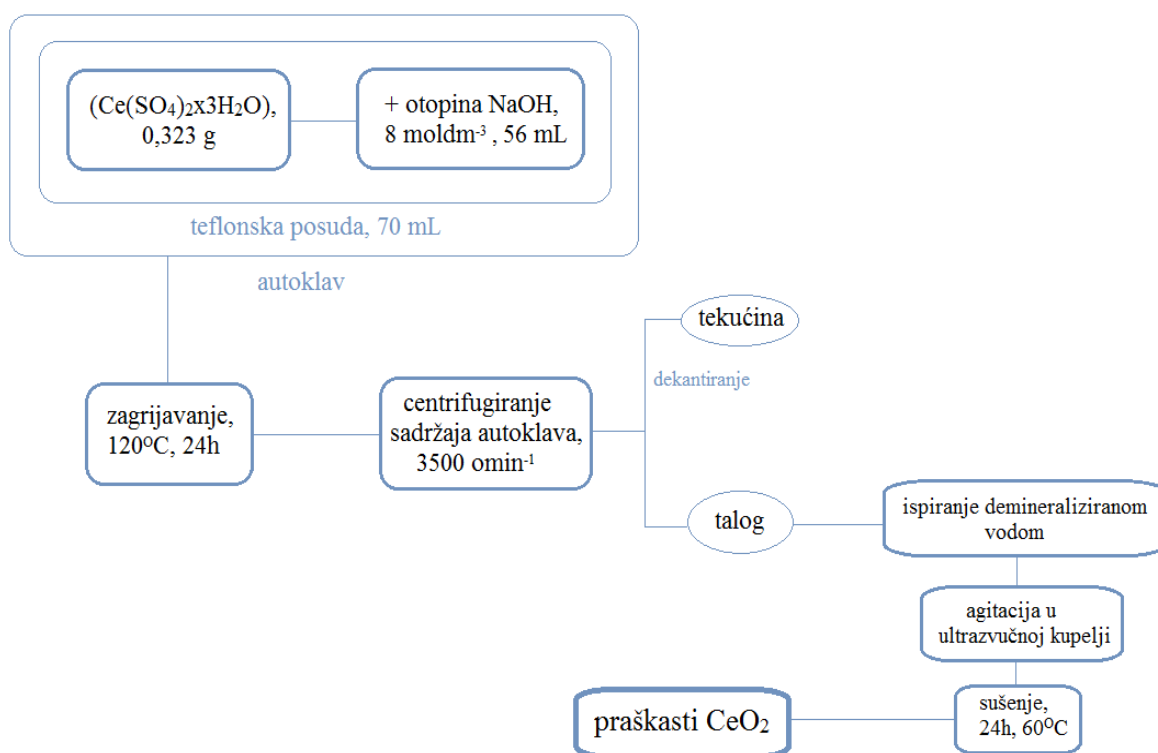 (Ce(SO₄)₂x3H₂O),
0,323 g
+ otopina NaOH,
8 moldm⁻³ , 56 mL
teflonska posuda, 70 mL
autoklav
zagrijavanje,
120⁰C, 24h
centrifugiranje
sadržaja autoklava,
3500 omin⁻¹
tekućina
dekantiranje
talog
ispiranje demineraliziranom
vodom
agitacija u
ultrazvučnoj kupelji
sušenje,
24h, 60⁰C
praškasti CeO₂